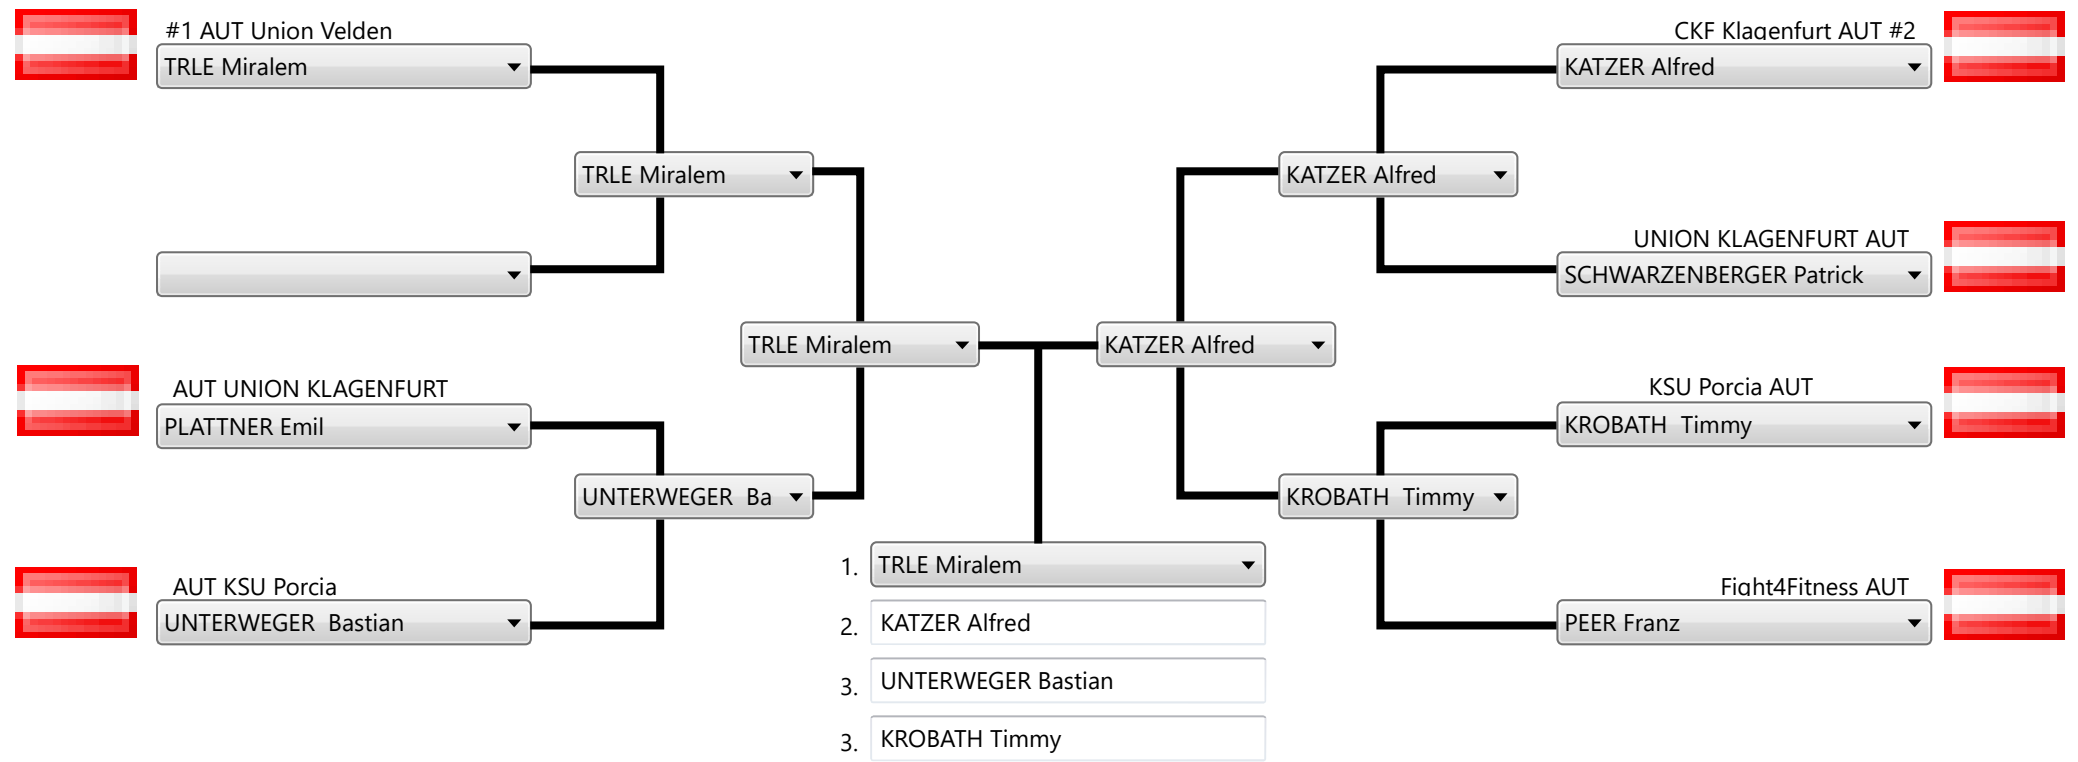 #1 AUT Union Velden
TRLE Miralem
CKF Klagenfurt AUT #2
KATZER Alfred
TRLE Miralem
KATZER Alfred
UNION KLAGENFURT AUT
SCHWARZENBERGER Patrick
TRLE Miralem
KATZER Alfred
AUT UNION KLAGENFURT
PLATTNER Emil
KSU Porcia AUT
KROBATH Timmy
UNTERWEGER Ba
KROBATH Timmy
AUT KSU Porcia
UNTERWEGER Bastian
Fight4Fitness AUT
PEER Franz
1. TRLE Miralem
2. KATZER Alfred
3. UNTERWEGER Bastian
3. KROBATH Timmy